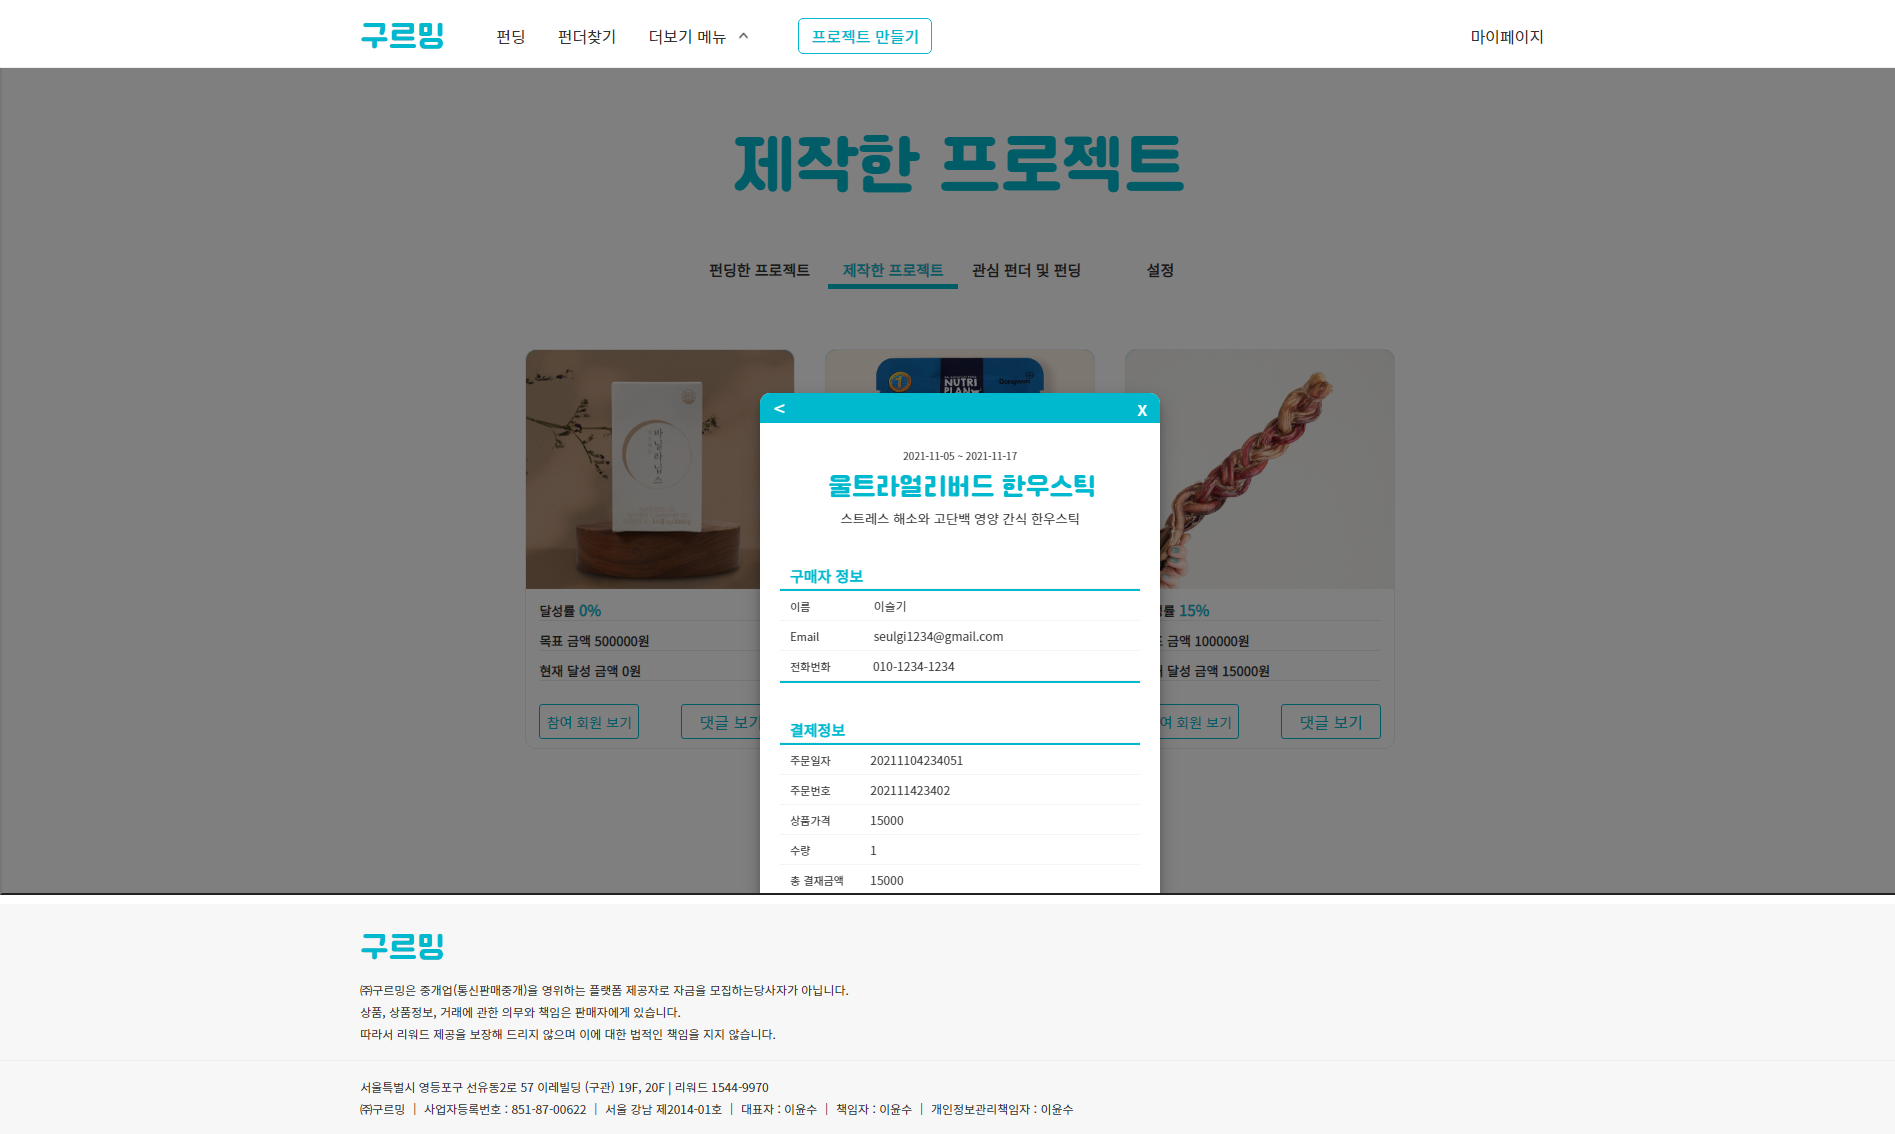 구르밍 펀딩 펀더찾기 더보기 메뉴 프로젝트 만들기 마이페이지
제작한 프로젝트
펀딩한 프로젝트 제작한 프로젝트 관심 펀더 및 펀딩 설정
NUTRI
PLAN
Dongwon
바
닐
라
닙
스
< X
2021-11-05 ~ 2021-11-17
울트라얼리버드 한우스틱
스트레스 해소와 고단백 영양 간식 한우스틱
구매자 정보
이름 이슬기
Email seulgi1234@gmail.com
전화번화 010-1234-1234
결제정보
주문일자 20211104234051
주문번호 202111423402
상품가격 15000
수량 1
총 결재금액 15000
달성률 0%
목표 금액 500000원
현재 달성 금액 0원
참여 회원 보기 댓글 보기
률 15%
금액 100000원
달성 금액 15000원
여 회원 보기 댓글 보기
구르밍
㈜구르밍은 중개업(통신판매중개)을 영위하는 플랫폼 제공자로 자금을 모집하는당사자가 아닙니다.
상품, 상품정보, 거래에 관한 의무와 책임은 판매자에게 있습니다.
따라서 리워드 제공을 보장해 드리지 않으며 이에 대한 법적인 책임을 지지 않습니다.
서울특벌시 영등포구 선유동2로 57 이레빌딩 (구관) 19F, 20F | 리워드 1544-9970
㈜구르밍 | 사업자등록번호 : 851-87-00622 | 서울 강남 제2014-01호 | 대표자 : 이윤수 | 책임자 : 이윤수 | 개인정보관리책임자 : 이윤수